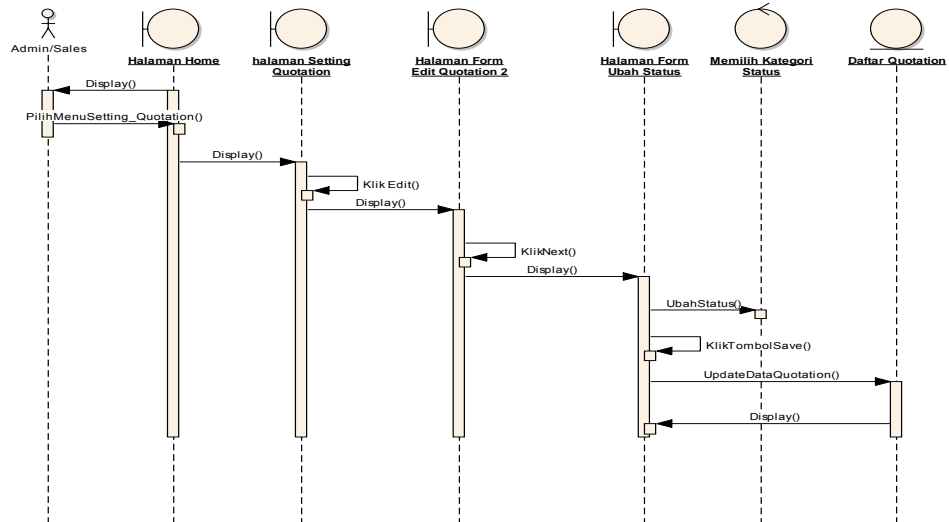 Admin/Sales
Halaman Home
halaman Setting
Quotation
Halaman Form
Edit Quotation 2
Halaman Form
Ubah Status
Memilih Kategori
Status
Daftar Quotation
Display()
PilihMenuSetting_Quotation()
Display()
Klik Edit()
Display()
KlikNext()
Display()
UbahStatus()
KlikTombolSave()
UpdateDataQuotation()
Display()